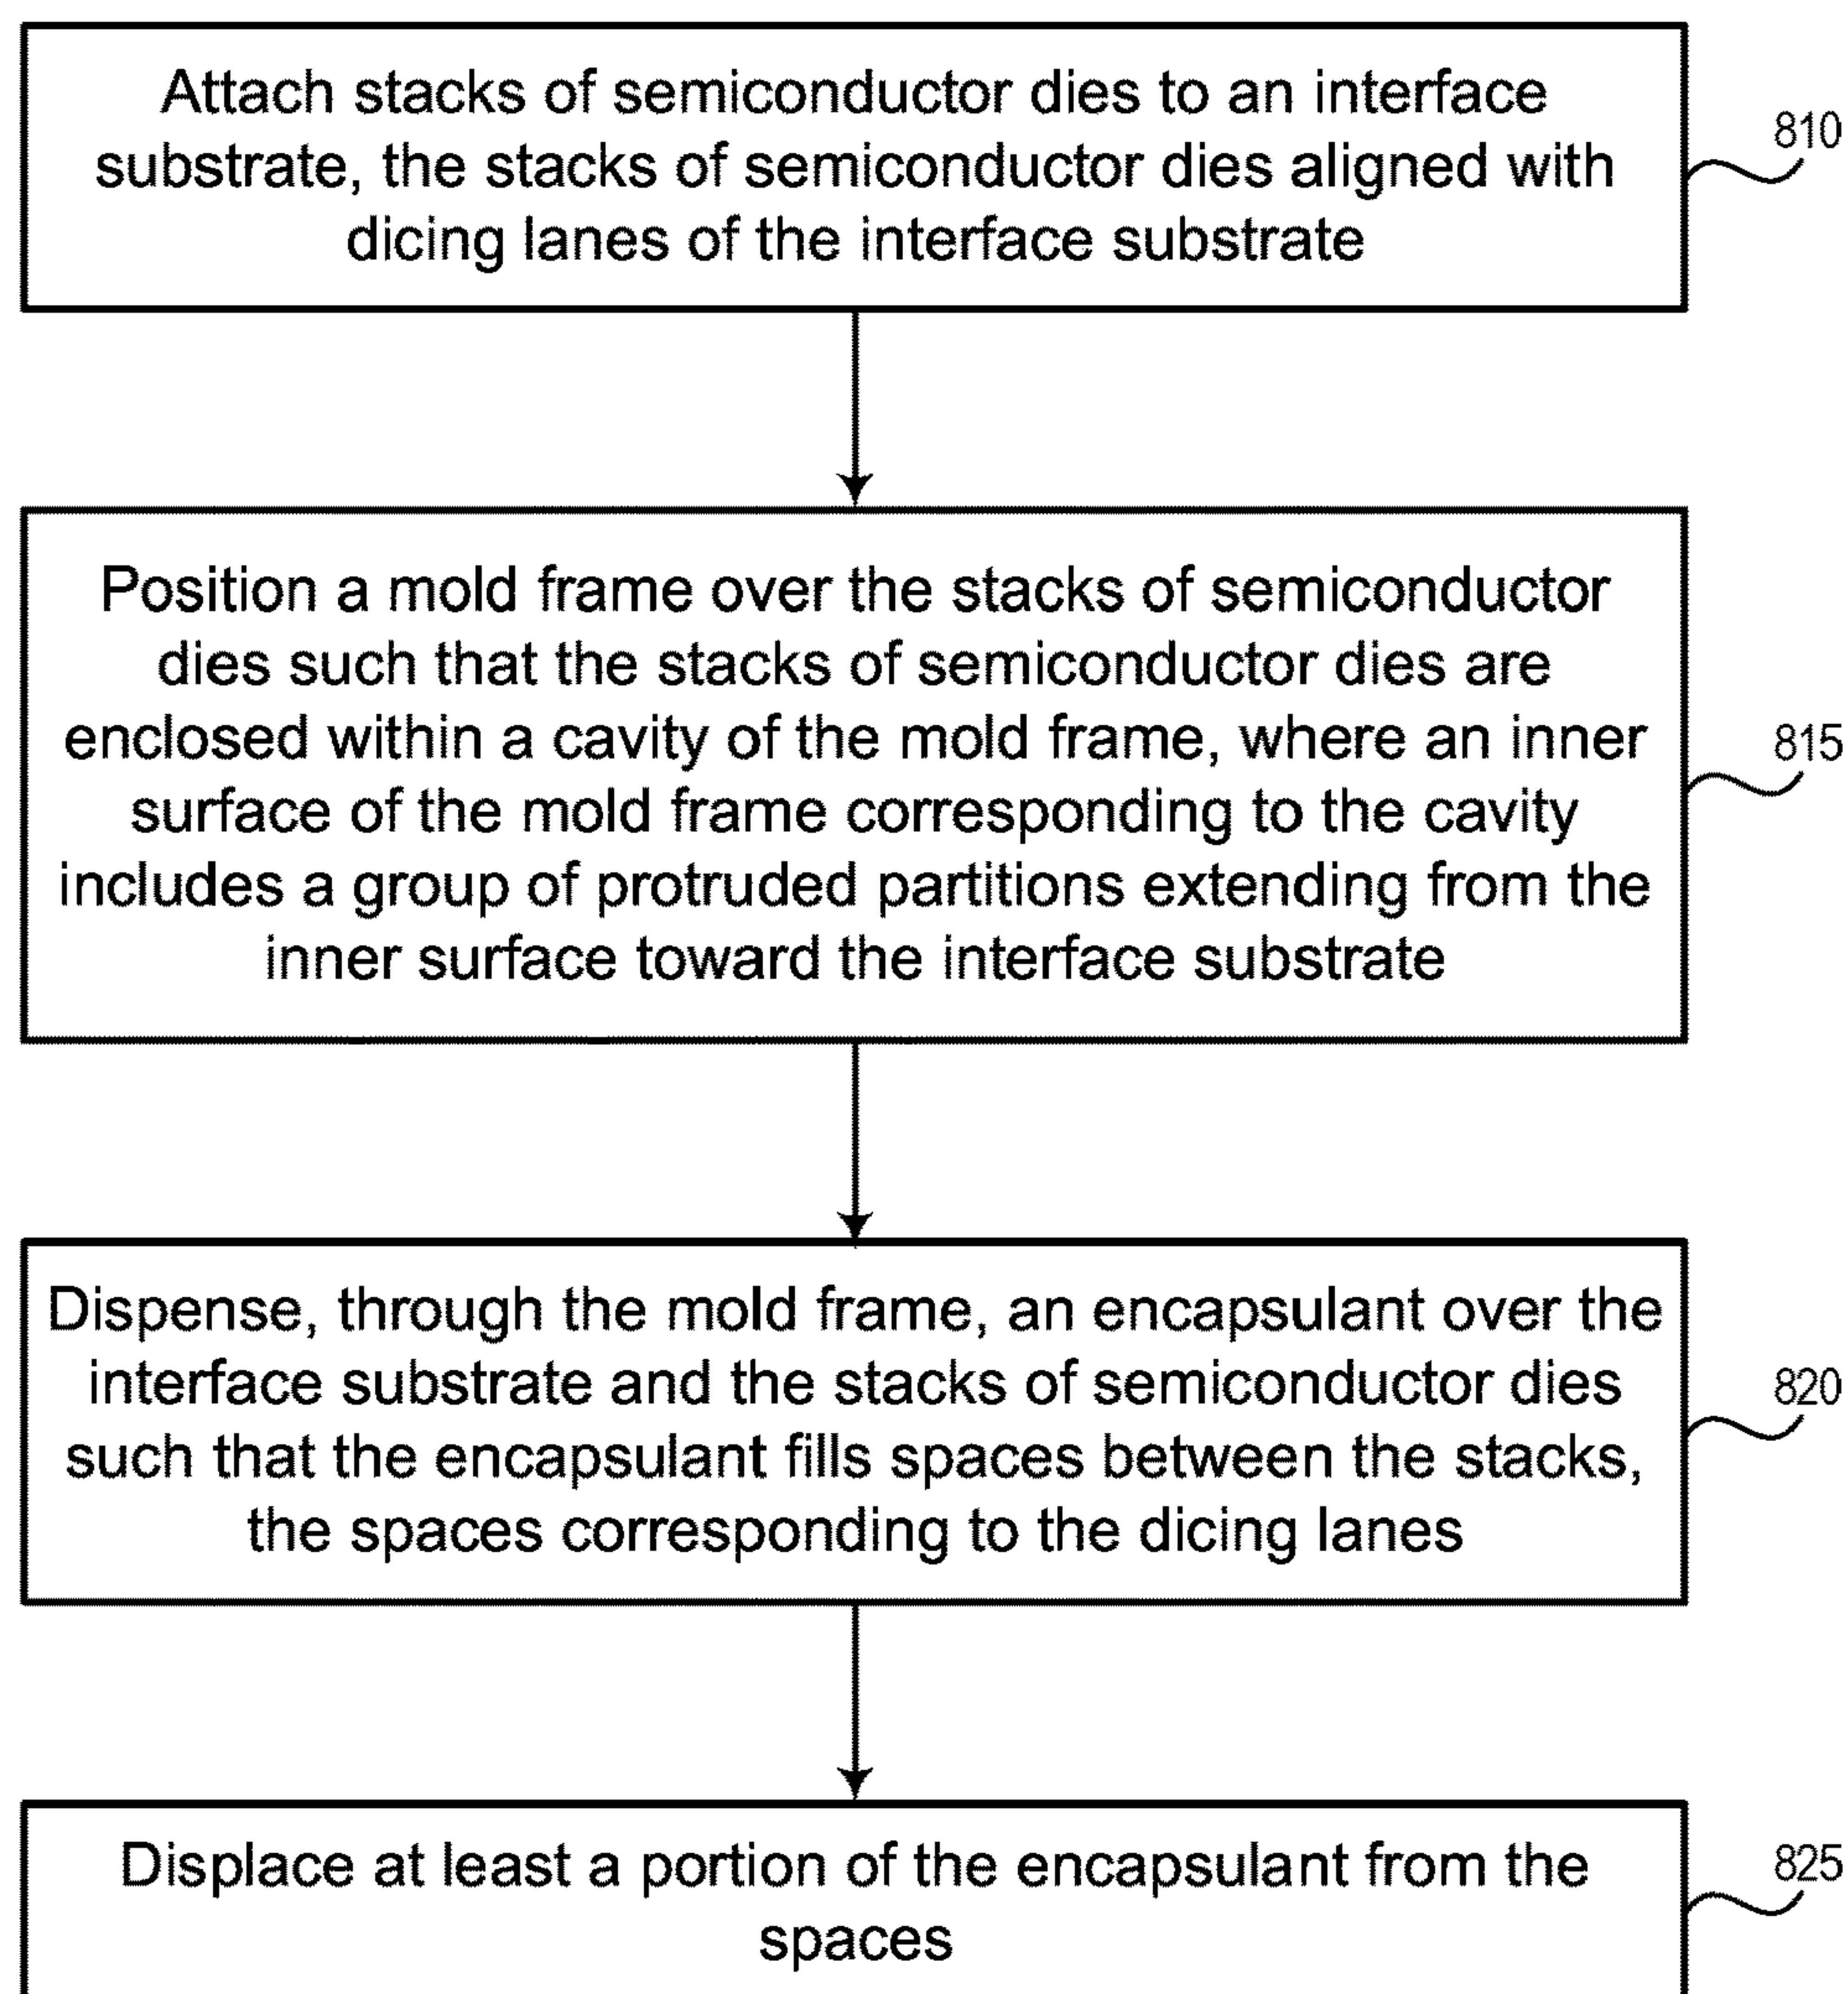 Attach stacks of semiconductor dies to an interface
substrate, the stacks of semiconductor dies aligned with
dicing lanes of the interface substrate
810
Position a mold frame over the stacks of semiconductor
dies such that the stacks of semiconductor dies are
enclosed within a cavity of the mold frame, where an inner
surface of the mold frame corresponding to the cavity
includes a group of protruded partitions extending from the
inner surface toward the interface substrate
815
Dispense, through the mold frame, an encapsulant over the
interface substrate and the stacks of semiconductor dies
such that the encapsulant fills spaces between the stacks,
the spaces corresponding to the dicing lanes
820
Displace at least a portion of the encapsulant from the
spaces
825